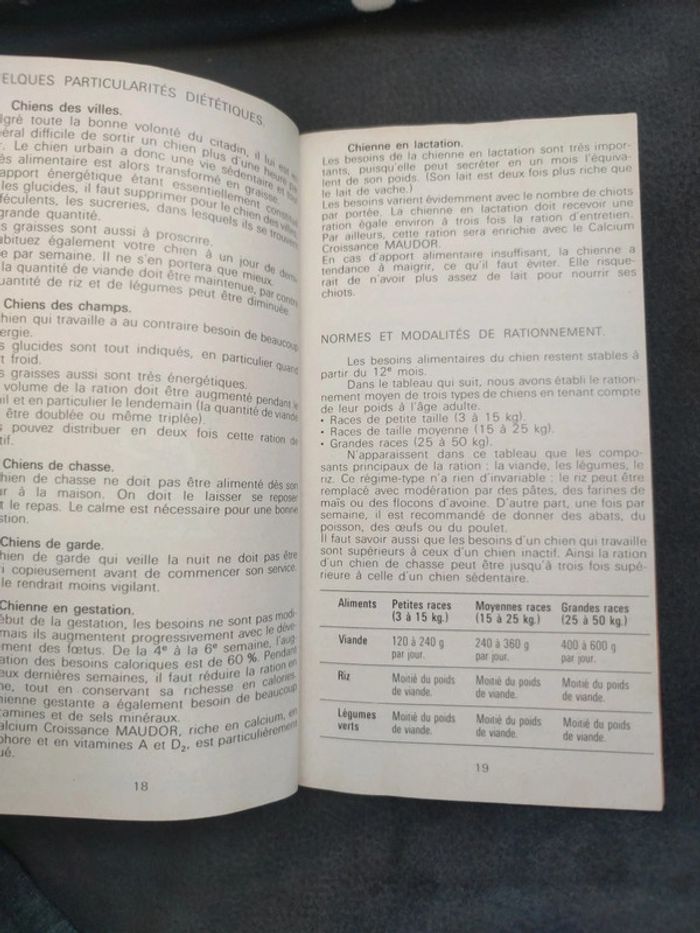 ELQUES PARTICULARITÉS DIÉTÉTIQUES.
Chiens des villes.
lgré toute la bonne volonté du citadin, il lui est en
éral difficile de sortir un chien plus d'une heure par
r. Le chien urbain a donc une vie sédentaire et tout
ès alimentaire est alors transformé en graisse.
apport énergétique étant essentiellement constitué
les glucides, il faut supprimer pour le chien des villes,
féculents, les sucreries, dans lesquels ils se trouvent
grande quantité.
s graisses sont aussi à proscrire.
abituez également votre chien à un jour de demi-
e par semaine. Il ne s'en portera que mieux.
la quantité de viande doit être maintenue, par contre
uantité de riz et de légumes peut être diminuée.
Chiens des champs.
chien qui travaille a au contraire besoin de beaucoup
ergie.
s glucides sont tout indiqués, en particulier quand
t froid.
s graisses aussi sont très énergétiques.
volume de la ration doit être augmenté pendant le
il et en particulier le lendemain (la quantité de viande
être doublée ou même triplée).
s pouvez distribuer en deux fois cette ration de
tif.
Chiens de chasse.
hien de chasse ne doit pas être alimenté dès son
ur à la maison. On doit le laisser se reposer
t le repas. Le calme est nécessaire pour une bonne
stion.
Chiens de garde.
hien de garde qui veille la nuit ne doit pas être
i copieusement avant de commencer son service.
le rendrait moins vigilant.
Chienne en gestation.
ébut de la gestation, les besoins ne sont pas modi-
mais ils augmentent progressivement avec le déve-
ement des fœtus. De la 4e à la 6e semaine, l'aug-
ation des besoins caloriques est de 60 %. Pendant
eux dernières semaines, il faut réduire la ration en
me, tout en conservant sa richesse en calories.
hienne gestante a également besoin de beaucoup
tamines et de sels minéraux.
alcium Croissance MAUDOR, riche en calcium, en
phore et en vitamines A et D2, est particulièrement
ué.
18
Chienne en lactation.
Les besoins de la chienne en lactation sont très impor-
tants, puisqu'elle peut secréter en un mois l'équiva-
lent de son poids. (Son lait est deux fois plus riche que
le lait de vache.)
Les besoins varient évidemment avec le nombre de chiots
par portée. La chienne en lactation doit recevoir une
ration égale environ à trois fois la ration d'entretien.
Par ailleurs, cette ration sera enrichie avec le Calcium
Croissance MAUDOR.
En cas d'apport alimentaire insuffisant, la chienne a
tendance à maigrir, ce qu'il faut éviter. Elle risque-
rait de n'avoir plus assez de lait pour nourrir ses
chiots.
NORMES ET MODALITÉS DE RATIONNEMENT.
Les besoins alimentaires du chien restent stables à
partir du 12e mois.
Dans le tableau qui suit, nous avons établi le ration-
nement moyen de trois types de chiens en tenant compte
de leur poids à l'âge adulte.
• Races de petite taille (3 à 15 kg).
• Races de taille moyenne (15 à 25 kg).
• Grandes races (25 à 50 kg).
N'apparaissent dans ce tableau que les compo-
sants principaux de la ration : la viande, les légumes, le
riz. Ce régime-type n'a rien d'invariable : le riz peut être
remplacé avec modération par des pâtes, des farines de
maïs ou des flocons d'avoine. D'autre part, une fois par
semaine, il est recommandé de donner des abats, du
poisson, des œufs ou du poulet.
Il faut savoir aussi que les besoins d'un chien qui travaille
sont supérieurs à ceux d'un chien inactif. Ainsi la ration
d'un chien de chasse peut être jusqu'à trois fois supé-
rieure à celle d'un chien sédentaire.
Aliments Petites races Moyennes races Grandes races
(3 à 15 kg.) (15 à 25 kg.) (25 à 50 kg.)
Viande 120 à 240 g 240 à 360 g 400 à 600 g
par jour. par jour. par jour.
Riz Moitié du poids Moitié du poids Moitié du poids
de viande. de viande. de viande.
Légumes Moitié du poids Moitié du poids Moitié du poids
verts de viande. de viande. de viande.
19